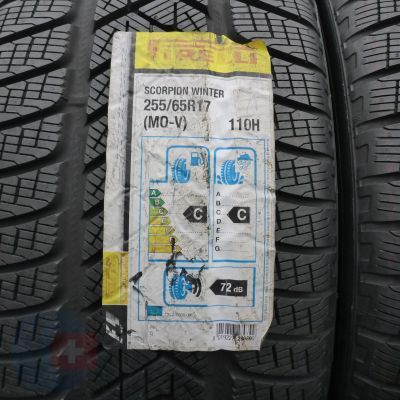 PIRELLI
SCORPION WINTER
255/65R17
(MO-V) 110H
A
B
C
A
B
C
D
E
F
G
C
C
72 dB